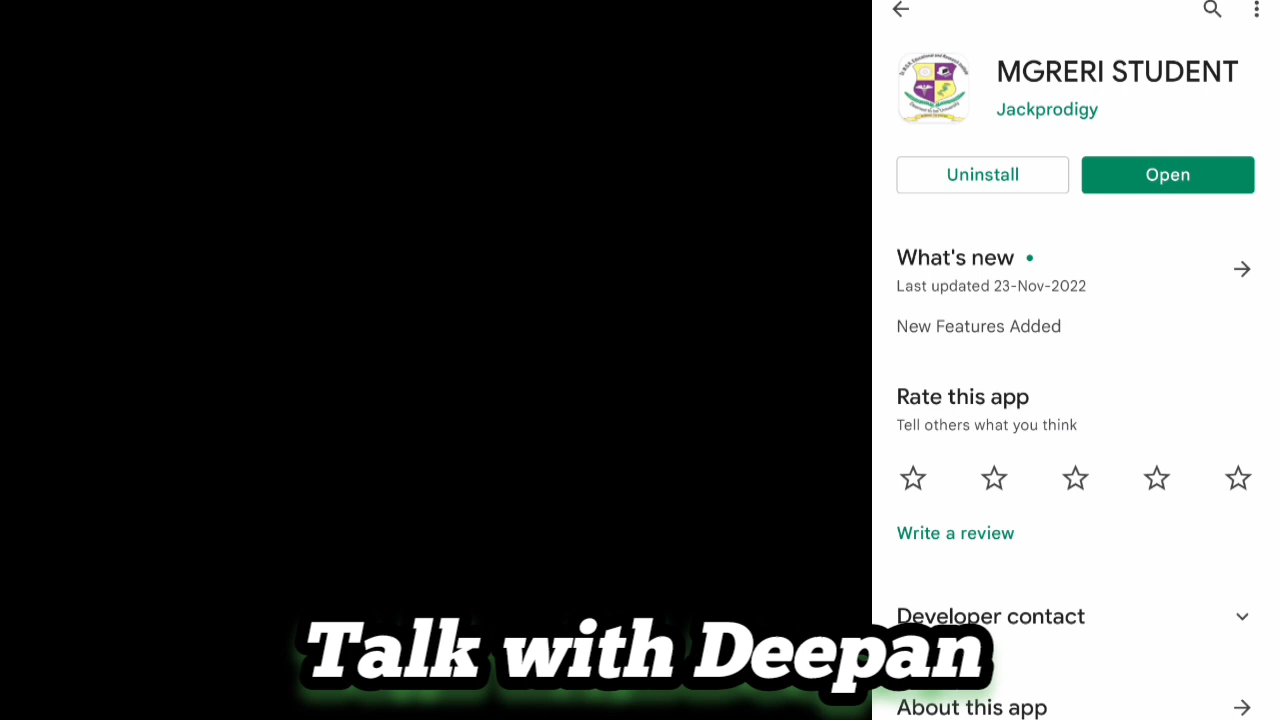 MGRERI STUDENT
Jackprodigy
Uninstall
Open
What's new
Last updated 23-Nov-2022
New Features Added
Rate this app
Tell others what you think
Write a review
Developer contact
Talk with Deepan
About this app